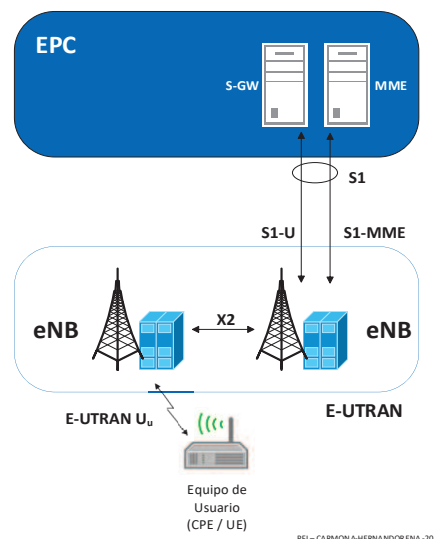 EPC
S-GW MME
S1
S1-U S1-MME
X2
eNB eNB
E-UTRAN
E-UTRAN Uu
Equipo de
Usuario
(CPE / UE)